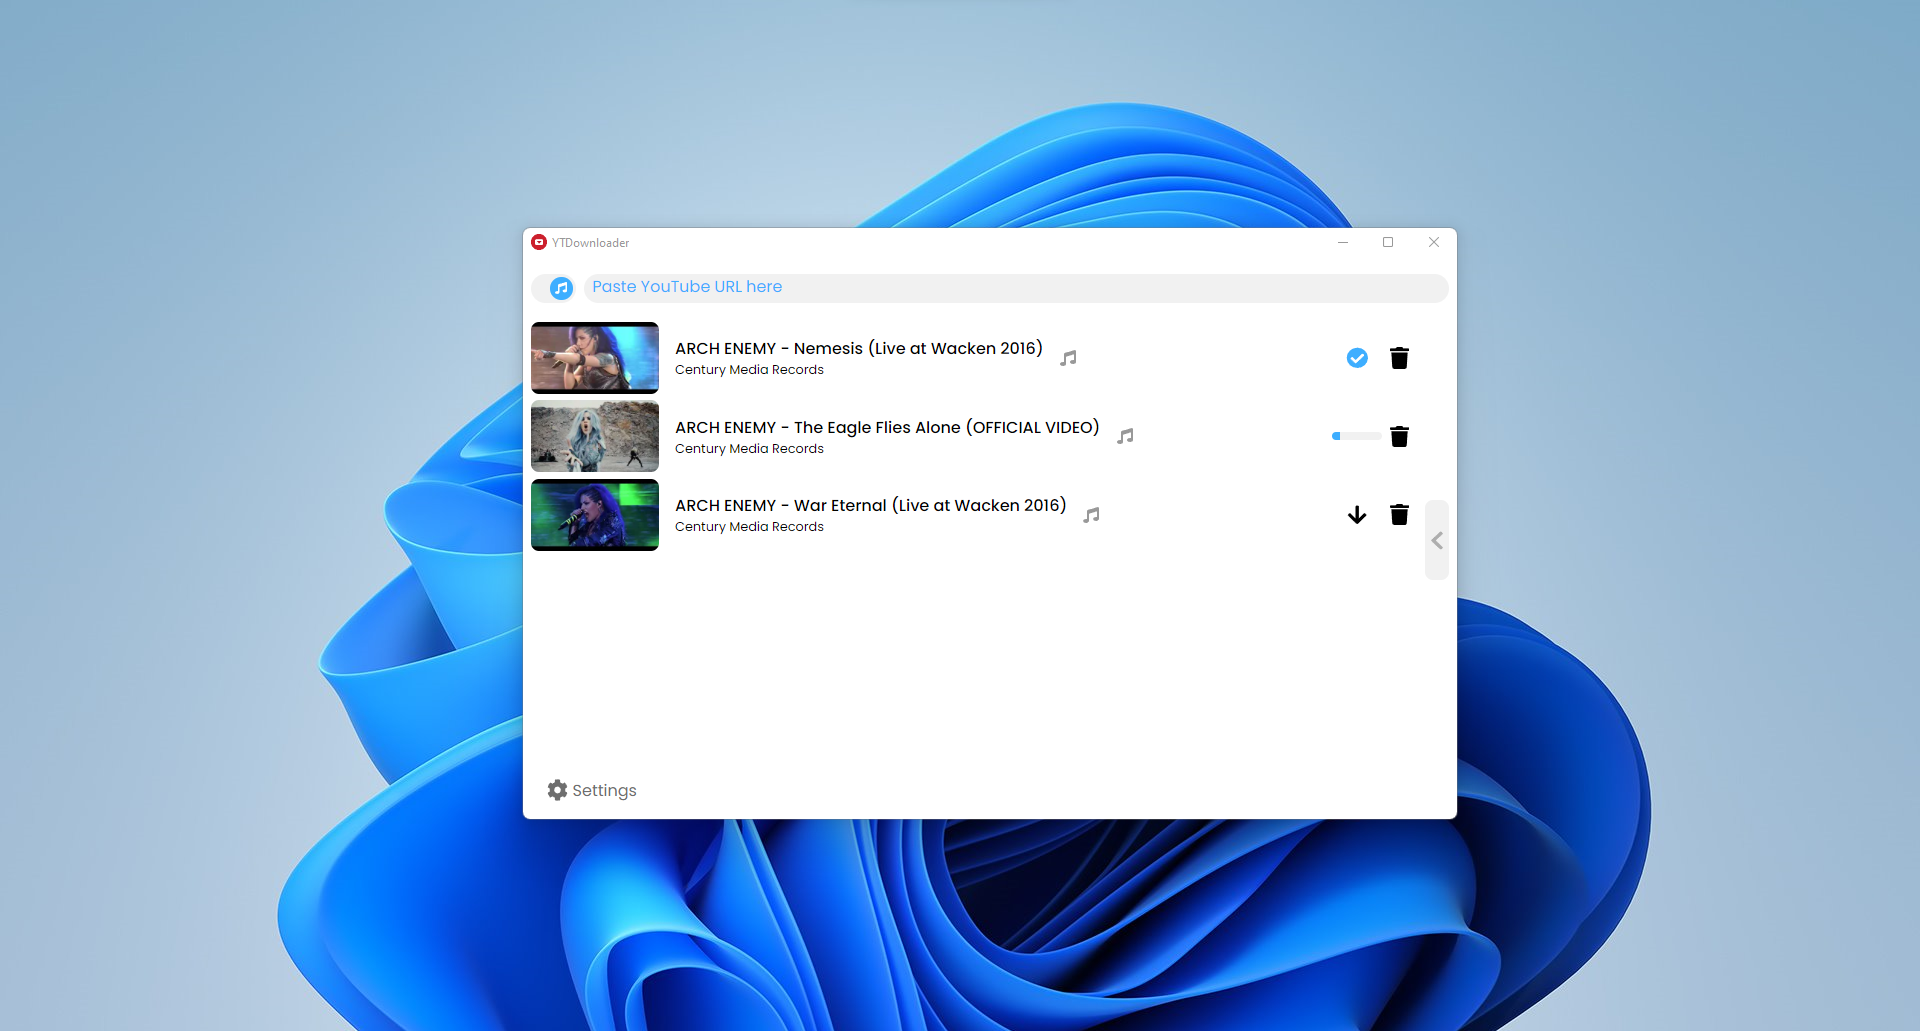 YTDownloader
Paste YouTube URL here
ARCH ENEMY - Nemesis (Live at Wacken 2016)
Century Media Records
ARCH ENEMY - The Eagle Flies Alone (OFFICIAL VIDEO)
Century Media Records
ARCH ENEMY - War Eternal (Live at Wacken 2016)
Century Media Records
Settings